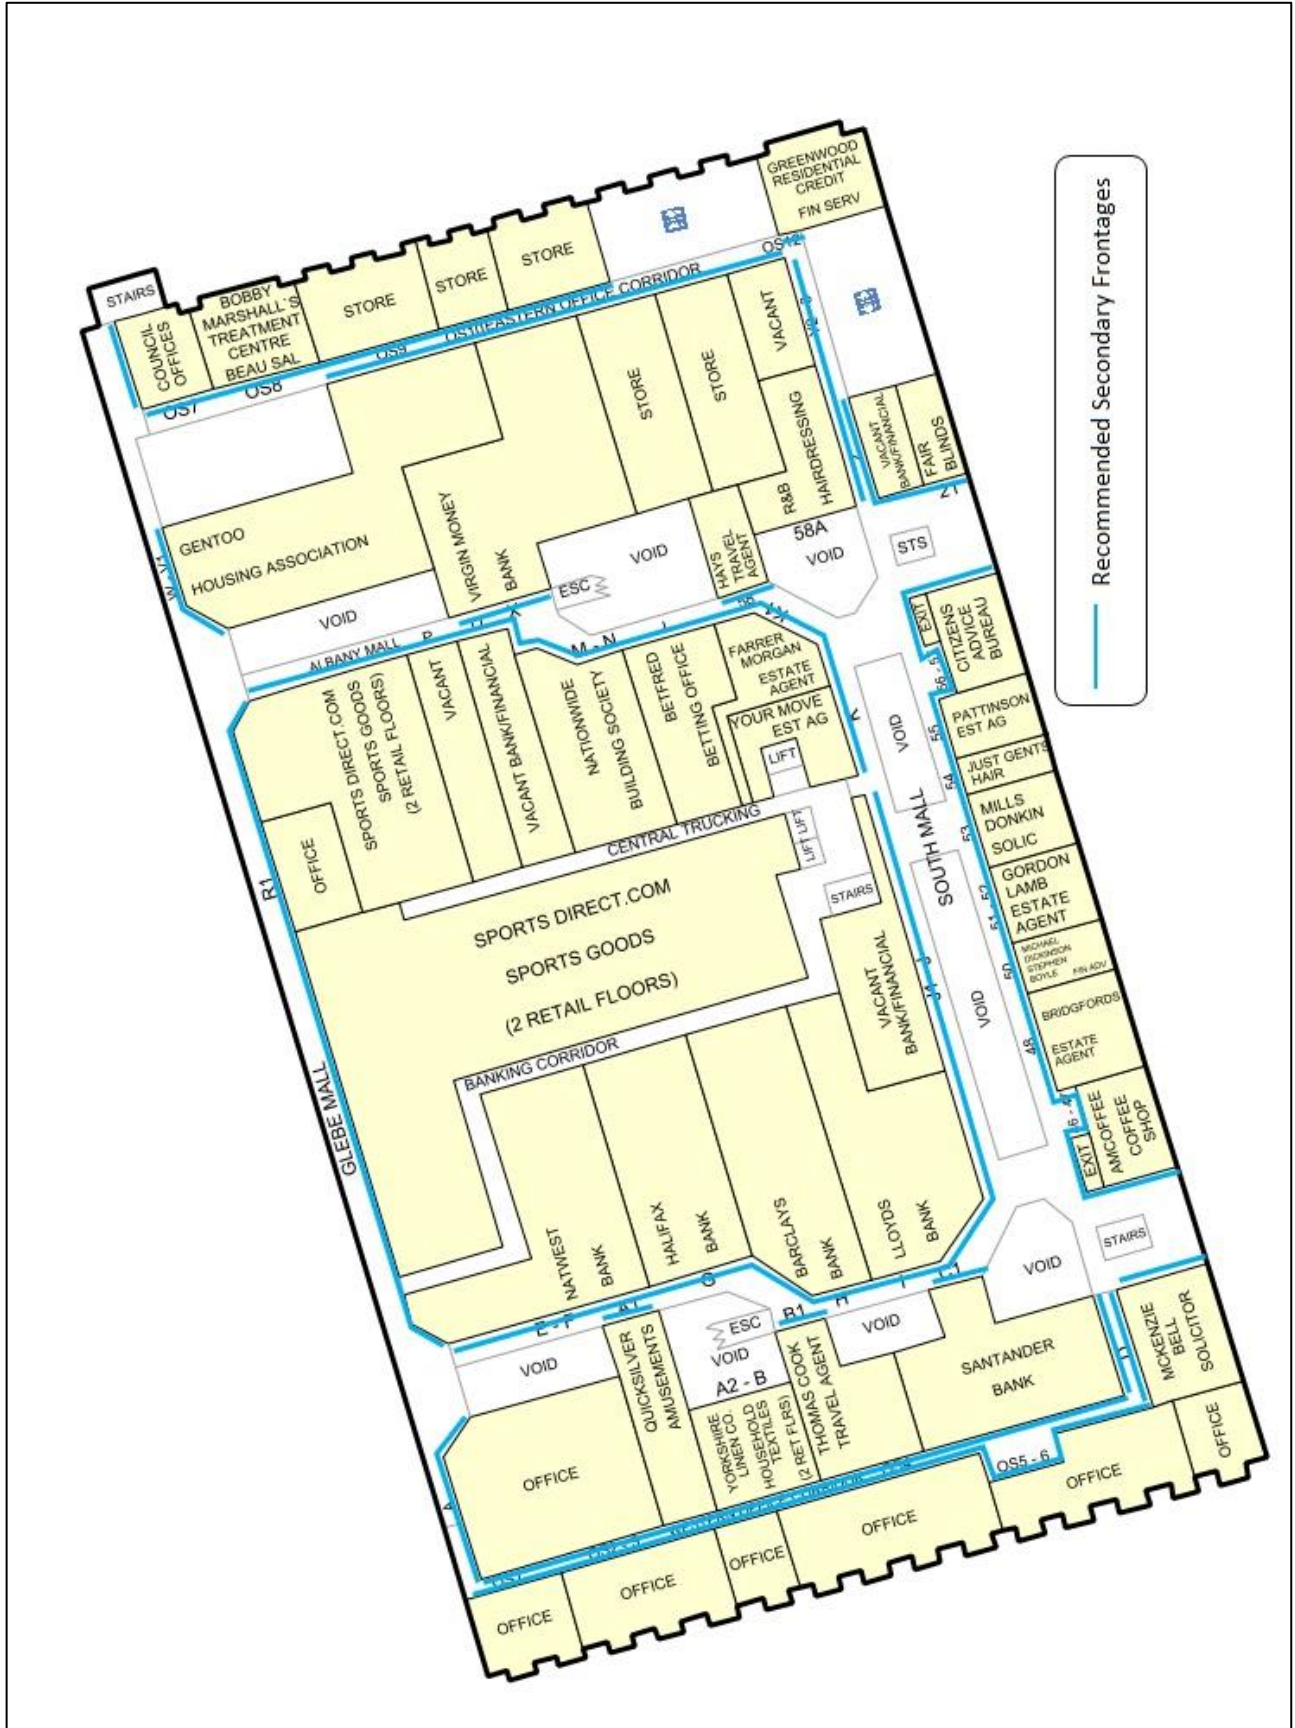 Recommended Secondary Frontages
STAIRS
COUNCIL
OFFICES
BOBBY
MARSHALL`S
TREATMENT
CENTRE
BEAU SAL
STORE
STORE
STORE
GREENWOOD
RESIDENTIAL
CREDIT
FIN SERV
OS7
OS8
OS9
EASTERN OFFICE CORRIDOR
OS12
STORE
STORE
VACANT
R&B
HAIRDRESSING
58A
VOID
VACANT
BANK/FINANCIAL
FAIR
BLINDS
STS
GENTOO
HOUSING ASSOCIATION
VIRGIN MONEY
BANK
VOID
ESC
HAYS
TRAVEL
AGENT
VOID
ALBANY MALL
P
M - N
SPORTS DIRECT.COM
SPORTS GOODS
(2 RETAIL FLOORS)
VACANT
VACANT BANK/FINANCIAL
NATIONWIDE
BUILDING SOCIETY
BETFRED
BETTING OFFICE
FARRER
MORGAN
ESTATE
AGENT
YOUR MOVE
EST AG
LIFT
EXIT
CITIZENS
ADVICE
BUREAU
PATTINSON
EST AG
JUST GENTS
HAIR
MILLS
DONKIN
SOLIC
GORDON
LAMB
ESTATE
AGENT
MICHAEL
DICKINSON
STEPHEN
BOYLE
FIN ADV
BRIDGFORDS
ESTATE
AGENT
EXIT
AMCOFFEE
COFFEE
SHOP
55
54
53
51 - 52
50
48
VOID
SOUTH MALL
VOID
OFFICE
R1
CENTRAL TRUCKING
LIFT
LIFT
STAIRS
SPORTS DIRECT.COM
SPORTS GOODS
(2 RETAIL FLOORS)
VACANT
BANK/FINANCIAL
BANKING CORRIDOR
GLEBE MALL
NATWEST
BANK
HALIFAX
BANK
BARCLAYS
BANK
LLOYDS
BANK
E - F
A1
G
B1
H
I
C1
VOID
STAIRS
VOID
QUICKSILVER
AMUSEMENTS
ESC
VOID
A2 - B
YORKSHIRE
LINEN CO.
HOUSEHOLD
TEXTILES
(2 RET FLRS)
THOMAS COOK
TRAVEL AGENT
VOID
SANTANDER
BANK
MCKENZIE
BELL
SOLICITOR
OFFICE
OFFICE
OS5 - 6
OFFICE
OFFICE
OFFICE
OFFICE
OFFICE